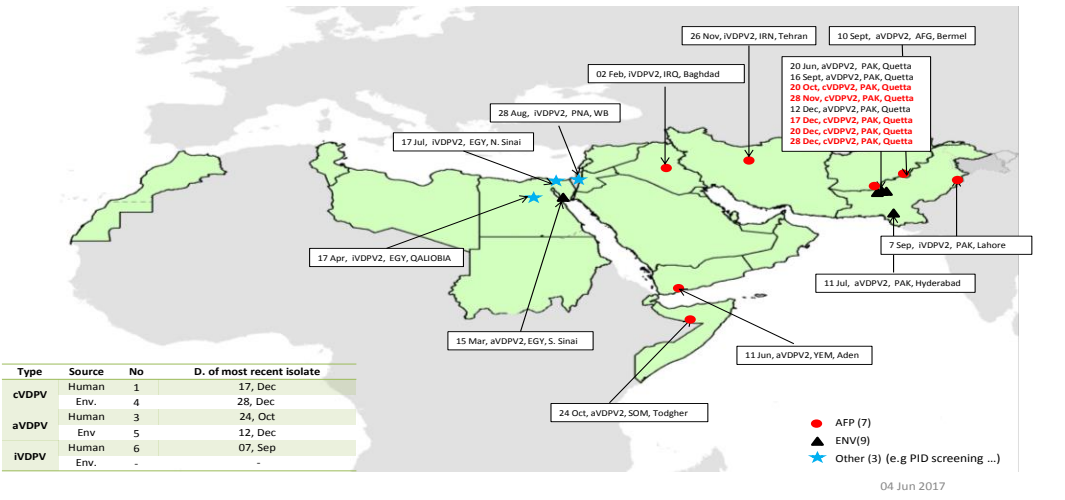 26 Nov, iVDPV2, IRN, Tehran
10 Sept, aVDPV2, AFG, Bermel
02 Feb, iVDPV2, IRQ, Baghdad
20 Jun, aVDPV2, PAK, Quetta
16 Sept, aVDPV2, PAK, Quetta
20 Oct, cVDPV2, PAK, Quetta
28 Nov, cVDPV2, PAK, Quetta
12 Dec, aVDPV2, PAK, Quetta
17 Dec, cVDPV2, PAK, Quetta
20 Dec, cVDPV2, PAK, Quetta
28 Dec, cVDPV2, PAK, Quetta
28 Aug, iVDPV2, PNA, WB
17 Jul, iVDPV2, EGY, N. Sinai
17 Apr, iVDPV2, EGY, QALIOBIA
7 Sep, iVDPV2, PAK, Lahore
11 Jul, aVDPV2, PAK, Hyderabad
15 Mar, aVDPV2, EGY, S. Sinai
11 Jun, aVDPV2, YEM, Aden
24 Oct, aVDPV2, SOM, Todgher
Type Source No D. of most recent isolate
cVDPV Human 1 17, Dec
Env. 4 28, Dec
aVDPV Human 3 24, Oct
Env 5 12, Dec
iVDPV Human 6 07, Sep
Env. - -
AFP (7)
ENV(9)
Other (3) (e.g PID screening ...)
04 Jun 2017